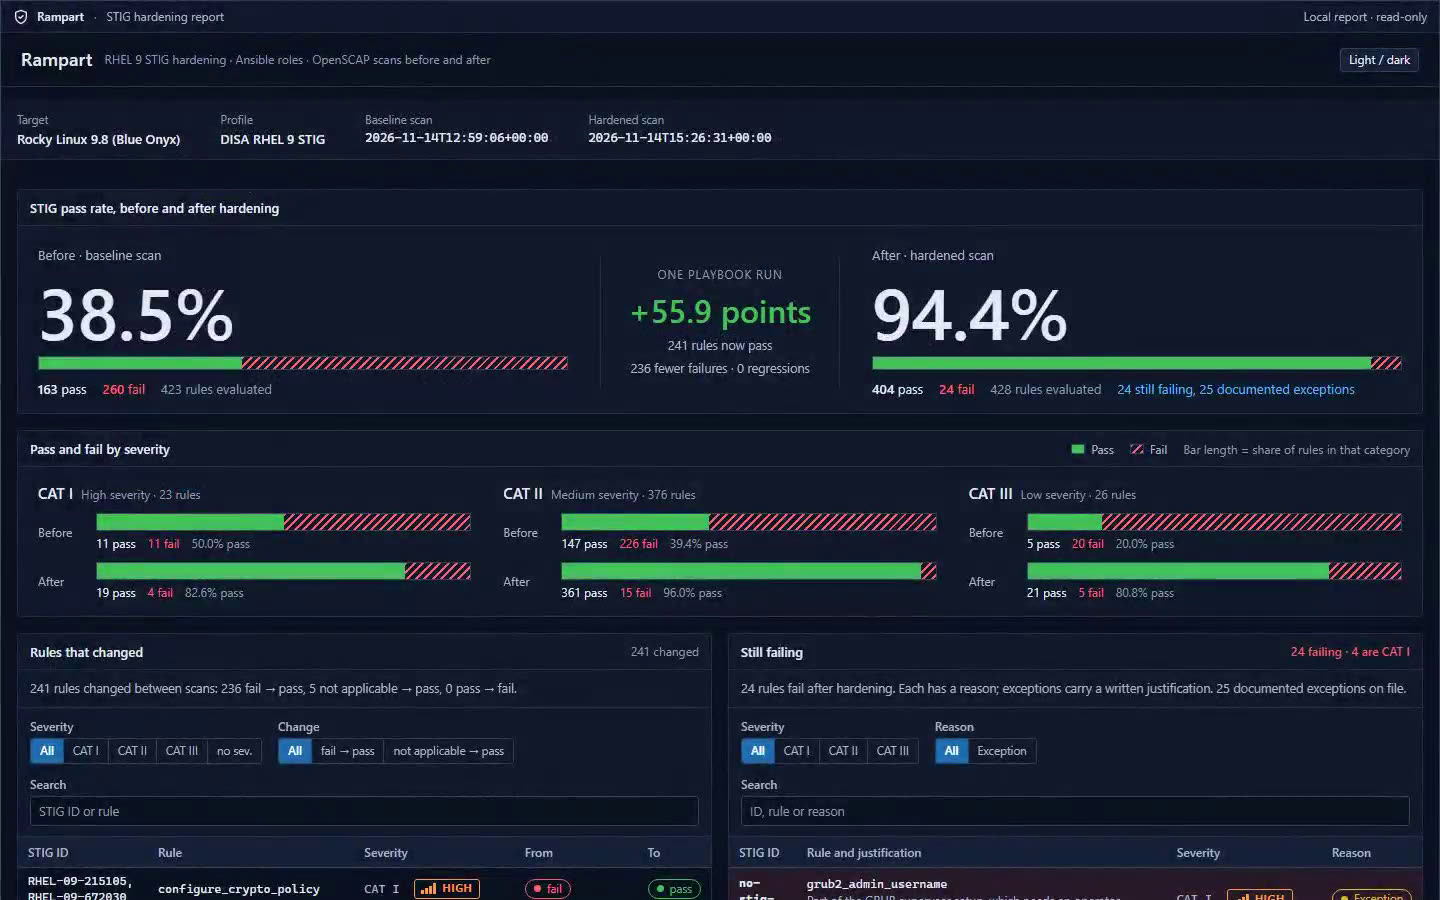 Rampart · STIG hardening report
Local report · read-only
Rampart RHEL 9 STIG hardening · Ansible roles · OpenSCAP scans before and after
Light / dark
Target
Rocky Linux 9.8 (Blue Onyx)
Profile
DISA RHEL 9 STIG
Baseline scan
2026-11-14T12:59:06+00:00
Hardened scan
2026-11-14T15:26:31+00:00
STIG pass rate, before and after hardening
Before · baseline scan
38.5%
163 pass 260 fail 423 rules evaluated
ONE PLAYBOOK RUN
+55.9 points
241 rules now pass
236 fewer failures · 0 regressions
After · hardened scan
94.4%
404 pass 24 fail 428 rules evaluated 24 still failing, 25 documented exceptions
Pass and fail by severity
Pass Fail Bar length = share of rules in that category
CAT I High severity · 23 rules
Before
11 pass 11 fail 50.0% pass
After
19 pass 4 fail 82.6% pass
CAT II Medium severity · 376 rules
Before
147 pass 226 fail 39.4% pass
After
361 pass 15 fail 96.0% pass
CAT III Low severity · 26 rules
Before
5 pass 20 fail 20.0% pass
After
21 pass 5 fail 80.8% pass
Rules that changed
241 changed
241 rules changed between scans: 236 fail → pass, 5 not applicable → pass, 0 pass → fail.
Severity
All CAT I CAT II CAT III no sev.
Change
All fail → pass not applicable → pass
Search
STIG ID or rule
STIG ID Rule Severity From To
RHEL-09-215105,
RHEL-09-672030
configure_crypto_policy CAT I HIGH fail pass
Still failing
24 failing · 4 are CAT I
24 rules fail after hardening. Each has a reason; exceptions carry a written justification. 25 documented exceptions on file.
Severity
All CAT I CAT II CAT III
Reason
All Exception
Search
ID, rule or reason
STIG ID Rule and justification Severity Reason
no-
stig-
grub2_admin_username
CAT I HIGH Exception